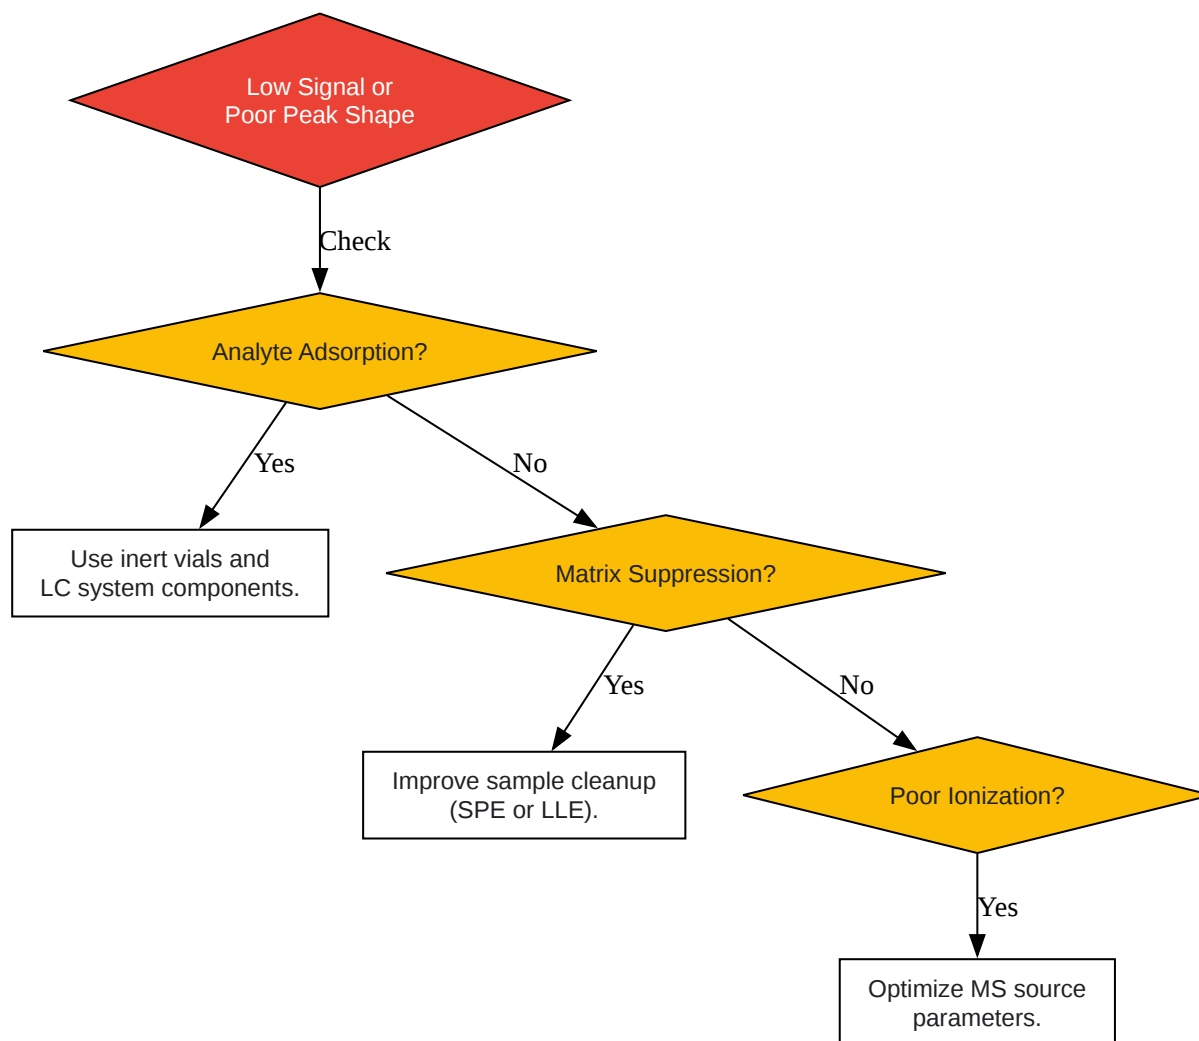 Low Signal or
Poor Peak Shape
Check
Analyte Adsorption?
Yes
No
Use inert vials and
LC system components.
Matrix Suppression?
Yes
No
Improve sample cleanup
(SPE or LLE).
Poor Ionization?
Yes
Optimize MS source
parameters.